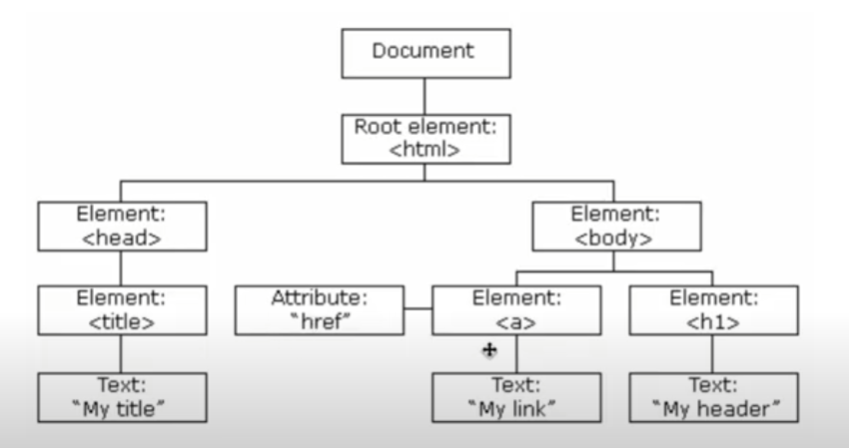 Document
Root element:
<html>
Element:
<head>
Element:
<body>
Element:
<title>
Attribute:
“href”
Element:
<a>
Element:
<h1>
Text:
“My title”
Text:
“My link”
Text:
“My header”